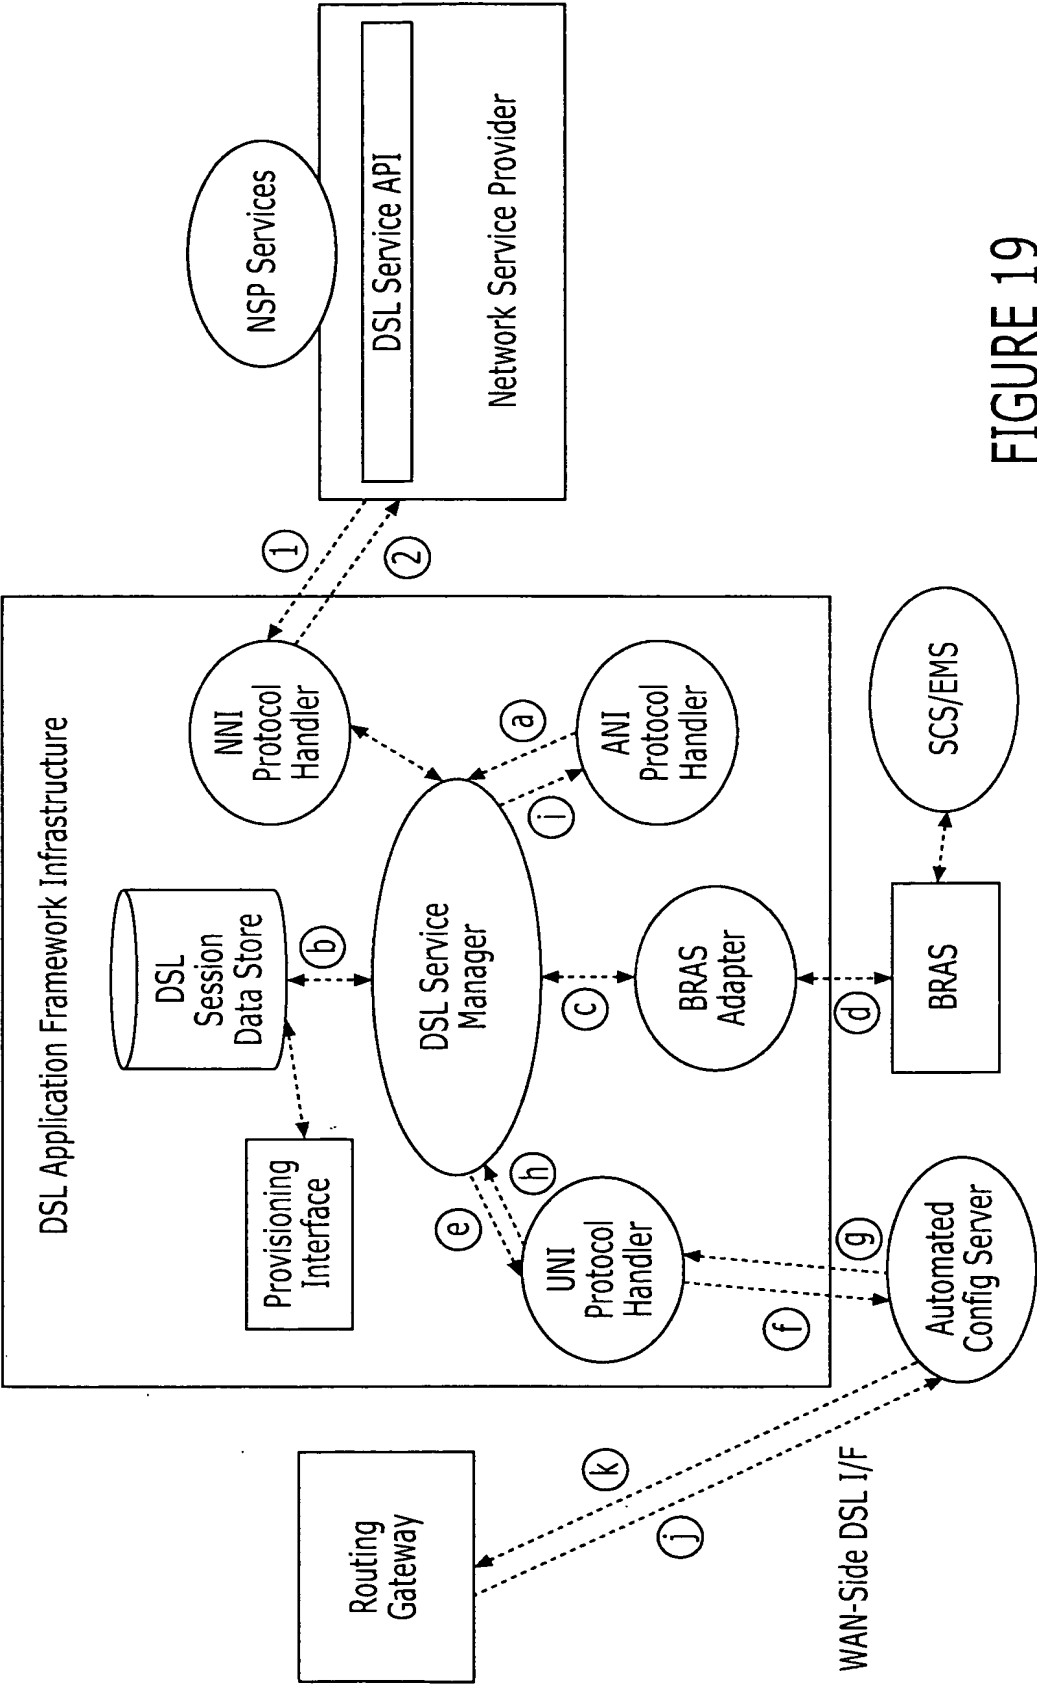 DSL Application Framework Infrastructure
Routing
Gateway
Provisioning
Interface
DSL
Session
Data Store
NNI
Protocol
Handler
NSP Services
DSL Service API
Network Service Provider
1
2
b
DSL Service
Manager
e
h
c
i
a
UNI
Protocol
Handler
BRAS
Adapter
ANI
Protocol
Handler
k
j
f
g
d
WAN-Side DSL I/F
Automated
Config Server
BRAS
SCS/EMS
FIGURE 19